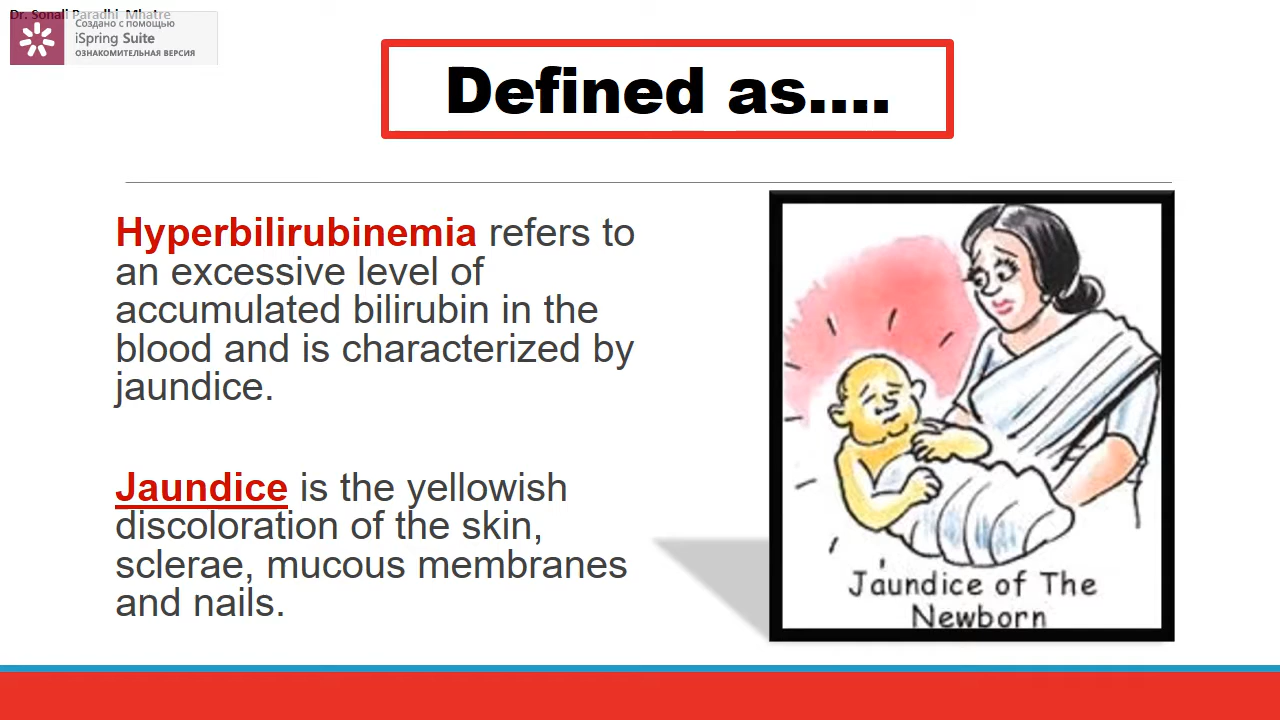 Dr. Sonali Paradhi Mhatre
Создано с помощью
iSpring Suite
ОЗНАКОМИТЕЛЬНАЯ ВЕРСИЯ
Defined as....
Hyperbilirubinemia refers to
an excessive level of
accumulated bilirubin in the
blood and is characterized by
jaundice.
Jaundice is the yellowish
discoloration of the skin,
sclerae, mucous membranes
and nails.
Jaundice of The
Newborn